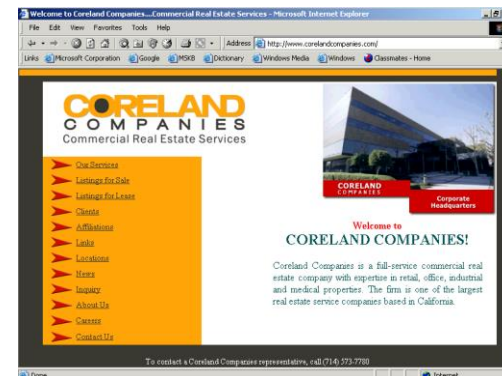 Welcome to Coreland Companies....Commercial Real Estate Services - Microsoft Internet Explorer
File Edit View Favorites Tools Help
Address http://www.corelandcompanies.com/
Links Microsoft Corporation Google MSKB Dictionary Windows Media Windows Classmates - Home
CORELAND
COMPANIES
Commercial Real Estate Services
Our Services
Listings for Sale
Listings for Lease
Clients
Affiliations
Links
Locations
News
Inquiry
About Us
Careers
Contact Us
CORELAND
COMPANIES
Corporate
Headquarters
Welcome to
CORELAND COMPANIES!
Coreland Companies is a full-service commercial real
estate company with expertise in retail, office, industrial
and medical properties. The firm is one of the largest
real estate service companies based in California.
To contact a Coreland Companies representative, call (714) 573-7780
Done Internet